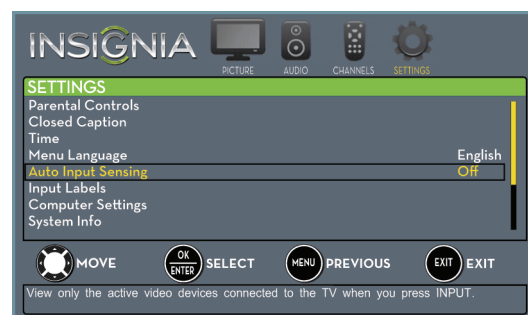 INSIGNIA
PICTURE AUDIO CHANNELS SETTINGS
SETTINGS
Parental Controls
Closed Caption
Time
Menu Language English
Auto Input Sensing Off
Input Labels
Computer Settings
System Info
MOVE OK ENTER SELECT MENU PREVIOUS EXIT EXIT
View only the active video devices connected to the TV when you press INPUT.